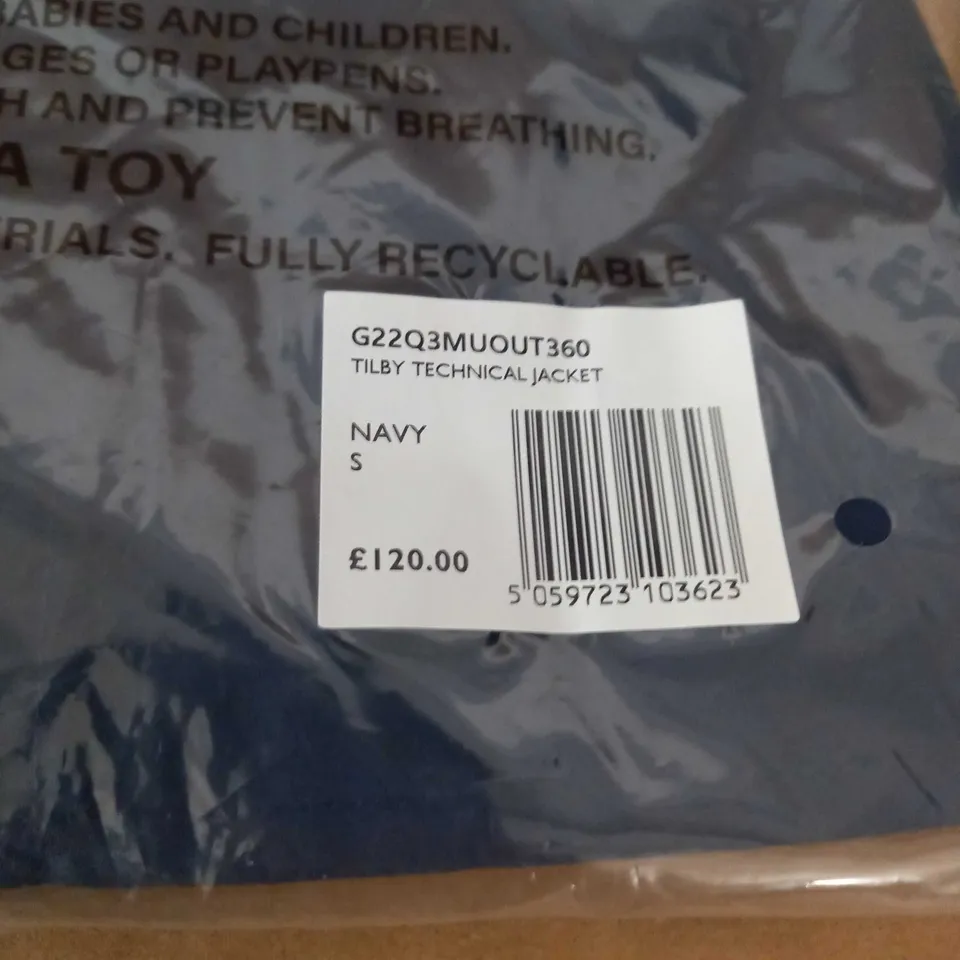 BABIES AND CHILDREN.
GES OR PLAYPENS.
H AND PREVENT BREATHING.
A TOY
RIALS. FULLY RECYCLABLE.
G22Q3MUOUT360
TILBY TECHNICAL JACKET
NAVY
S
£120.00
5 059723 103623